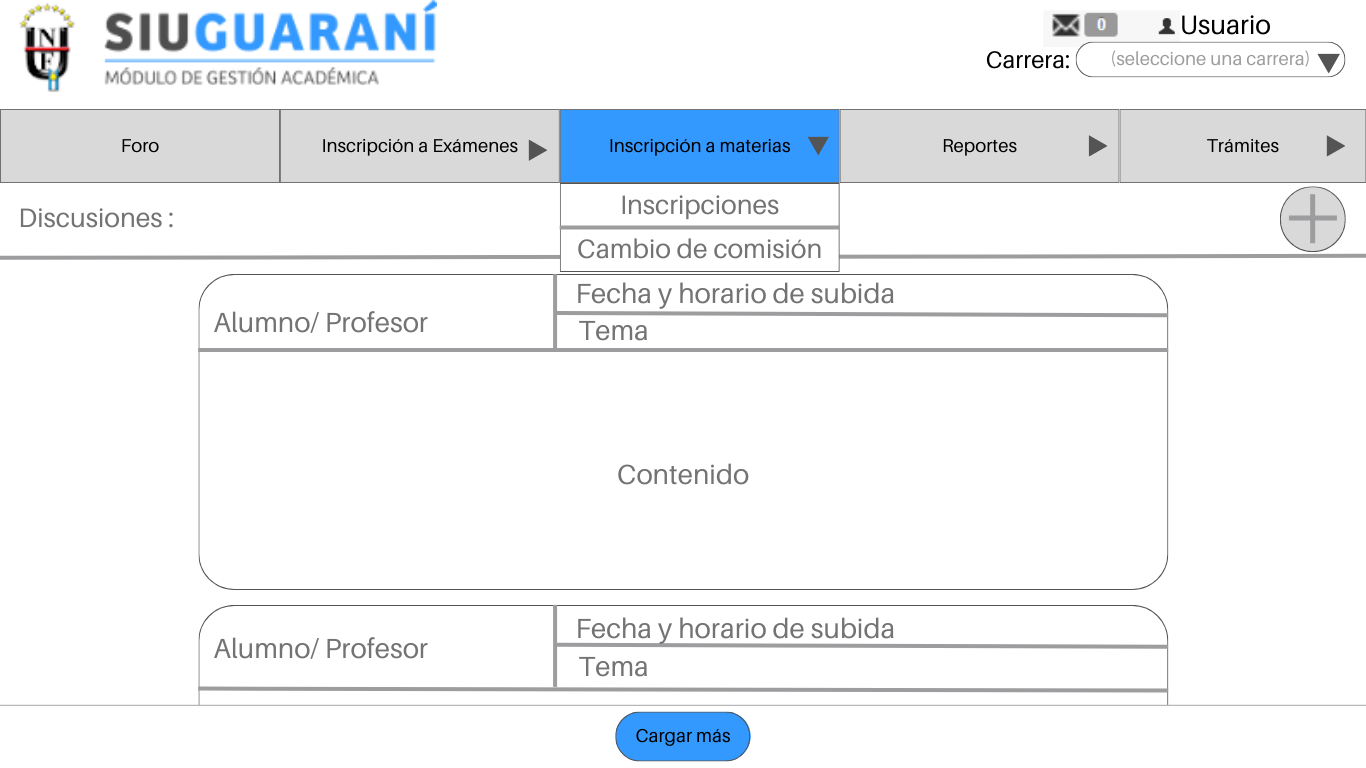 UNF
SIUGUARANÍ
MÓDULO DE GESTIÓN ACADÉMICA
0
Usuario
Carrera: (seleccione una carrera)
Foro
Inscripción a Exámenes
Inscripción a materias
Reportes
Trámites
Discusiones :
Inscripciones
Cambio de comisión
Alumno/ Profesor
Fecha y horario de subida
Tema
Contenido
Alumno/ Profesor
Fecha y horario de subida
Tema
Cargar más